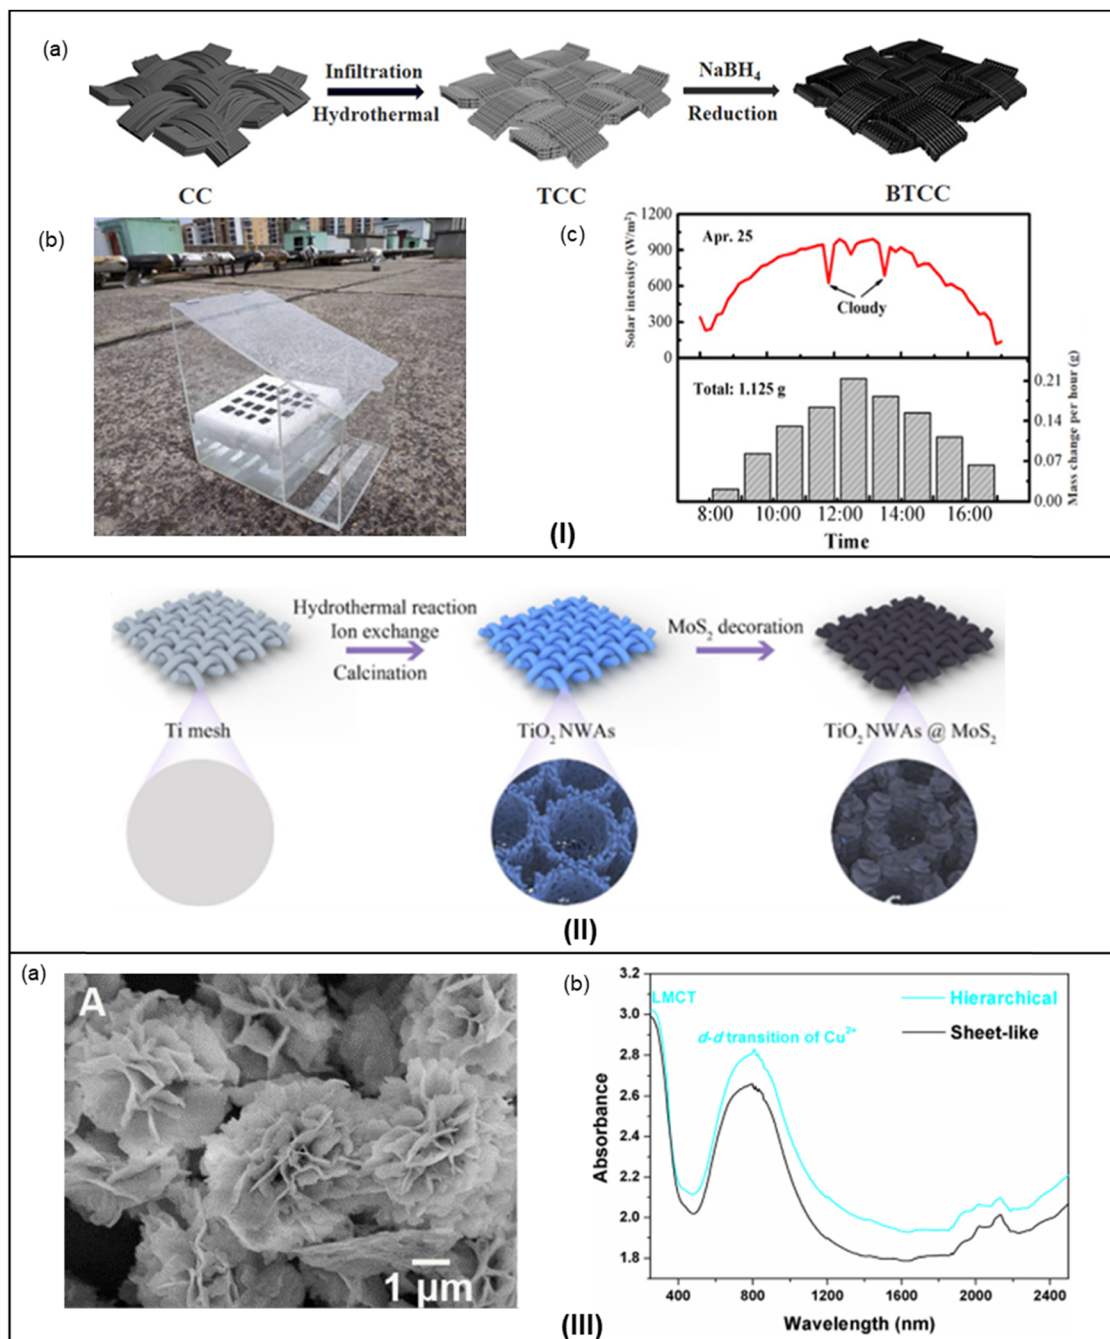 (a)
Infiltration
Hydrothermal
NaBH₄
Reduction
CC
TCC
BTCC
(b)
(c)
Solar intensity (W/m²)
1200
900
600
300
0
Apr. 25
Cloudy
Total: 1.125 g
0.21
0.14
0.07
0.00
Mass change per hour (g)
8:00 10:00 12:00 14:00 16:00
Time
(I)
Hydrothermal reaction
Ion exchange
Calcination
MoS₂ decoration
Ti mesh
TiO₂ NWAs
TiO₂ NWAs @ MoS₂
(II)
(a)
A
1 µm
(b)
Absorbance
3.2
3.0
2.8
2.6
2.4
2.2
2.0
1.8
LMCT
d-d transition of Cu²⁺
Hierarchical
Sheet-like
400 800 1200 1600 2000 2400
Wavelength (nm)
(III)